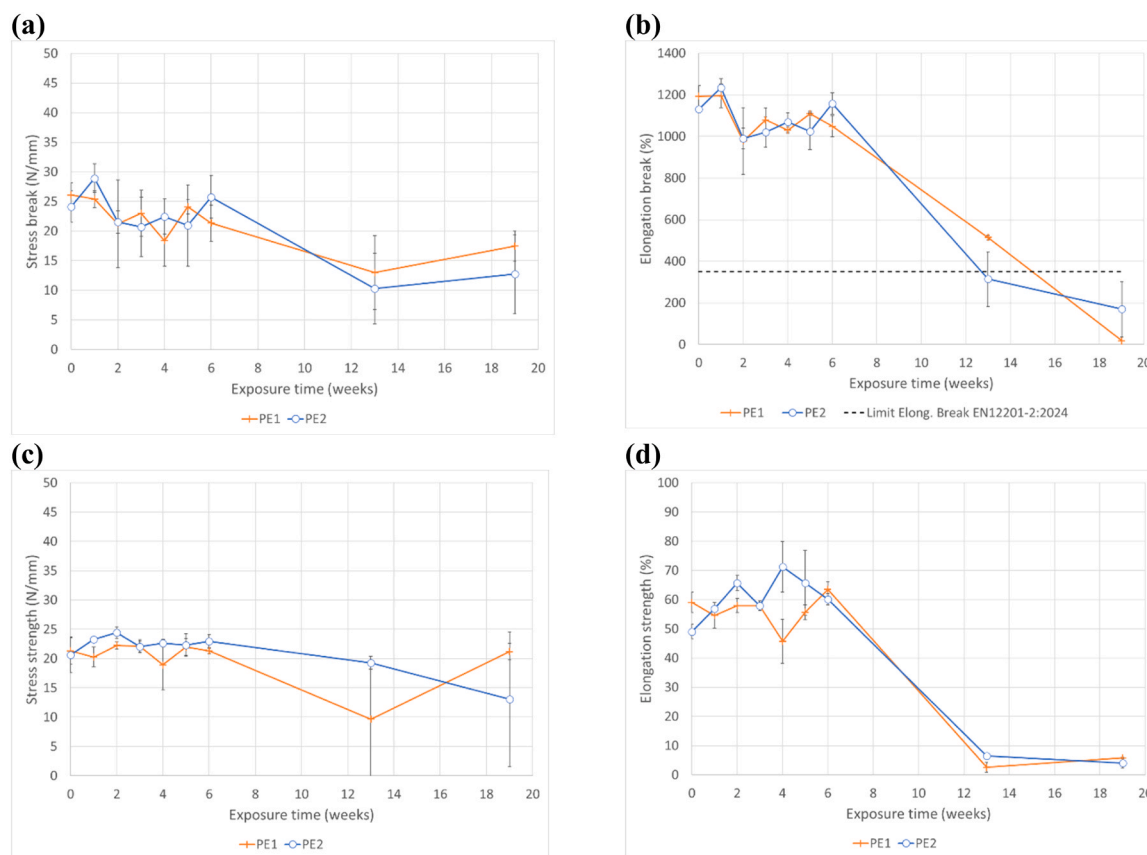 (a)
50
45
40
35
30
25
20
15
10
5
0
Stress break (N/mm)
0 2 4 6 8 10 12 14 16 18 20
Exposure time (weeks)
PE1 PE2
(b)
1400
1200
1000
800
600
400
200
0
Elongation break (%)
0 2 4 6 8 10 12 14 16 18 20
Exposure time (weeks)
PE1 PE2 Limit Elong. Break EN12201-2:2024
(c)
50
45
40
35
30
25
20
15
10
5
0
Stress strength (N/mm)
0 2 4 6 8 10 12 14 16 18 20
Exposure time (weeks)
PE1 PE2
(d)
100
90
80
70
60
50
40
30
20
10
0
Elongation strength (%)
0 2 4 6 8 10 12 14 16 18 20
Exposure time (weeks)
PE1 PE2